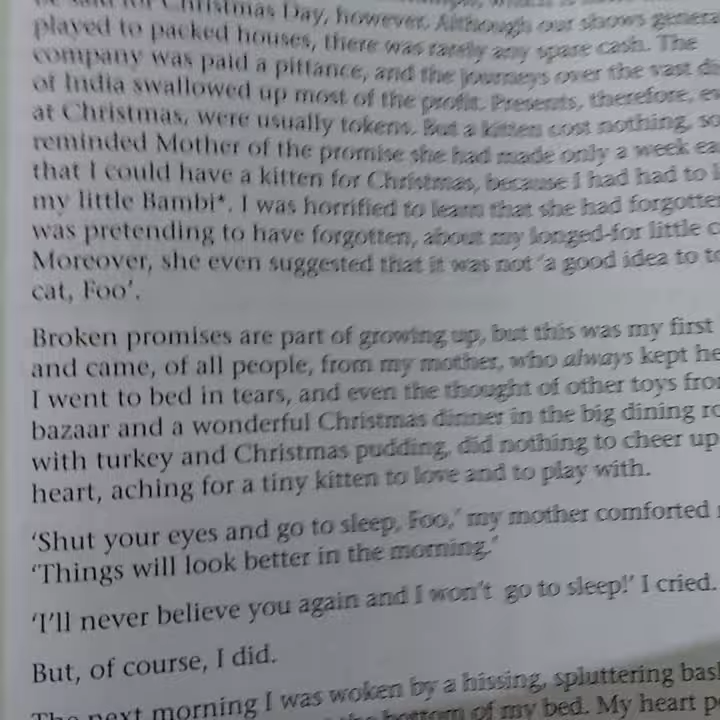 Christmas Day, however. Although our shows
played to packed houses, there was rarely any spare cash. The
company was paid a pittance, and the journeys over the vast
of India swallowed up most of the profit. Presents, therefore,
at Christmas, were usually tokens. But a kitten cost nothing,
reminded Mother of the promise she had made only a week
that I could have a kitten for Christmas, because I had had to
my little Bambi*. I was horrified to learn that she had forgotten
was pretending to have forgotten, about my longed-for little
Moreover, she even suggested that it was not 'a good idea to
cat, Foo'.
Broken promises are part of growing up, but this was my first
and came, of all people, from my mother, who always kept
I went to bed in tears, and even the thought of other toys
bazaar and a wonderful Christmas dinner in the big dining
with turkey and Christmas pudding, did nothing to cheer up
heart, aching for a tiny kitten to love and to play with.
'Shut your eyes and go to sleep, Foo,' my mother comforted
'Things will look better in the morning.'
'I'll never believe you again and I won't go to sleep!' I cried.
But, of course, I did.
The next morning I was woken by a hissing, spluttering
the bottom of my bed. My heart